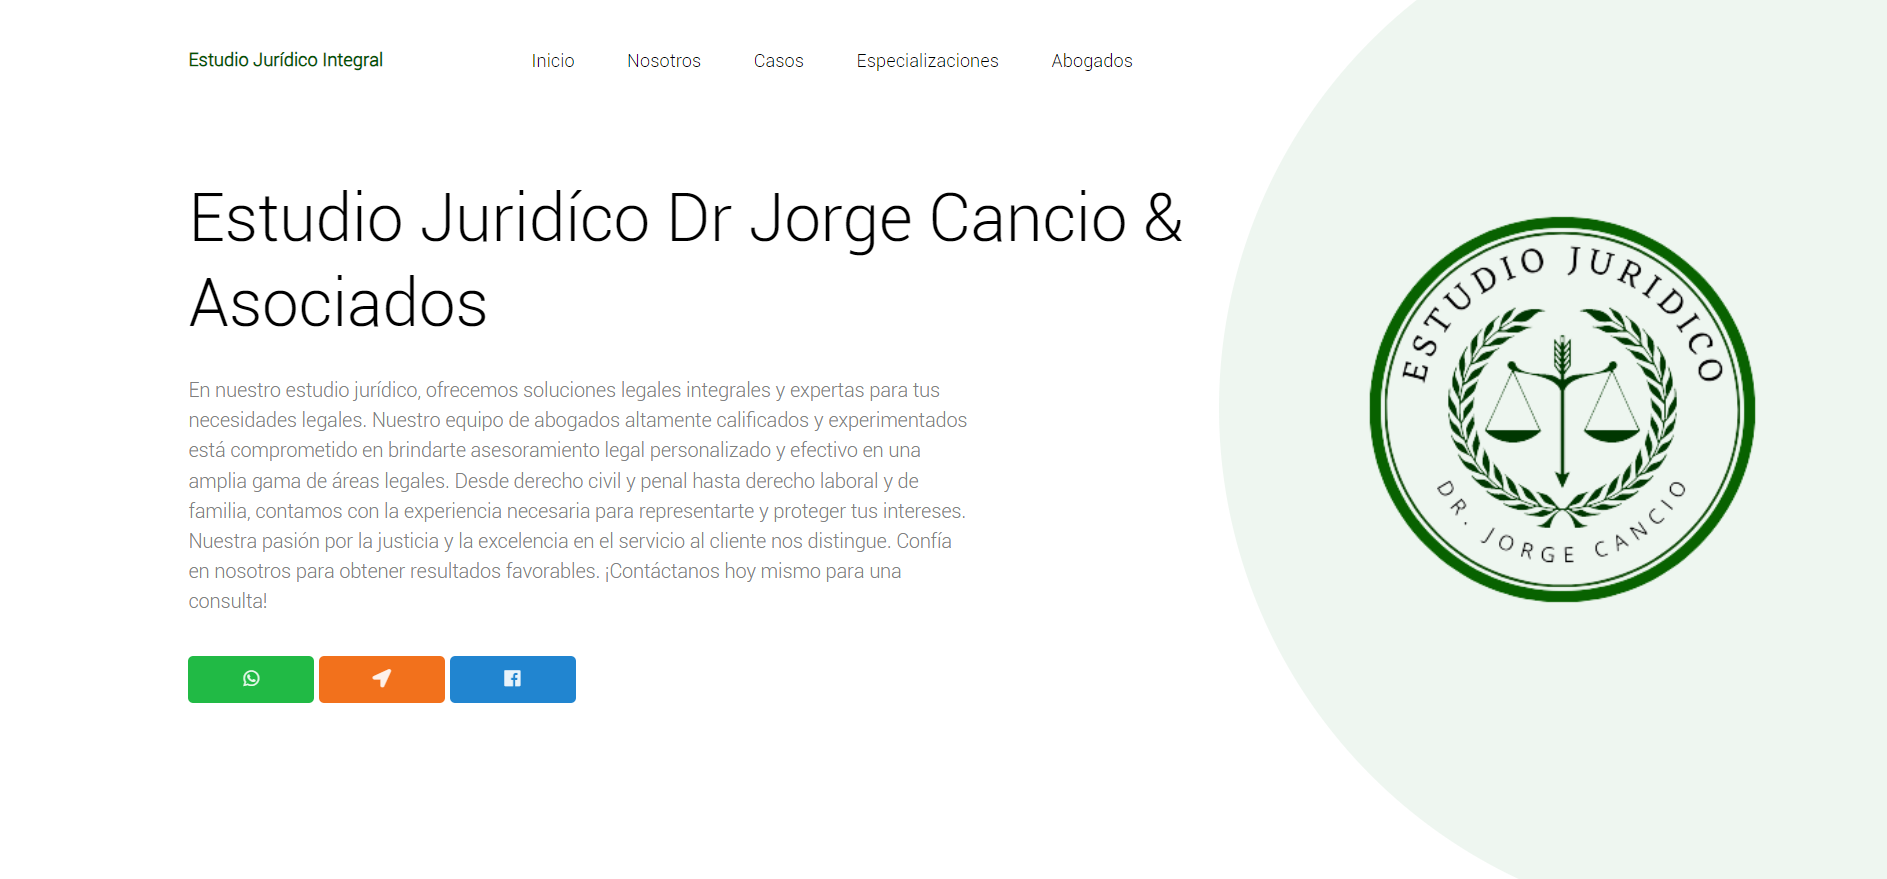 Estudio Jurídico Integral
Inicio
Nosotros
Casos
Especializaciones
Abogados
Estudio Juridíco Dr Jorge Cancio &
Asociados
En nuestro estudio jurídico, ofrecemos soluciones legales integrales y expertas para tus
necesidades legales. Nuestro equipo de abogados altamente calificados y experimentados
está comprometido en brindarte asesoramiento legal personalizado y efectivo en una
amplia gama de áreas legales. Desde derecho civil y penal hasta derecho laboral y de
familia, contamos con la experiencia necesaria para representarte y proteger tus intereses.
Nuestra pasión por la justicia y la excelencia en el servicio al cliente nos distingue. Confía
en nosotros para obtener resultados favorables. ¡Contáctanos hoy mismo para una
consulta!
ESTUDIO JURIDICO
DR. JORGE CANCIO